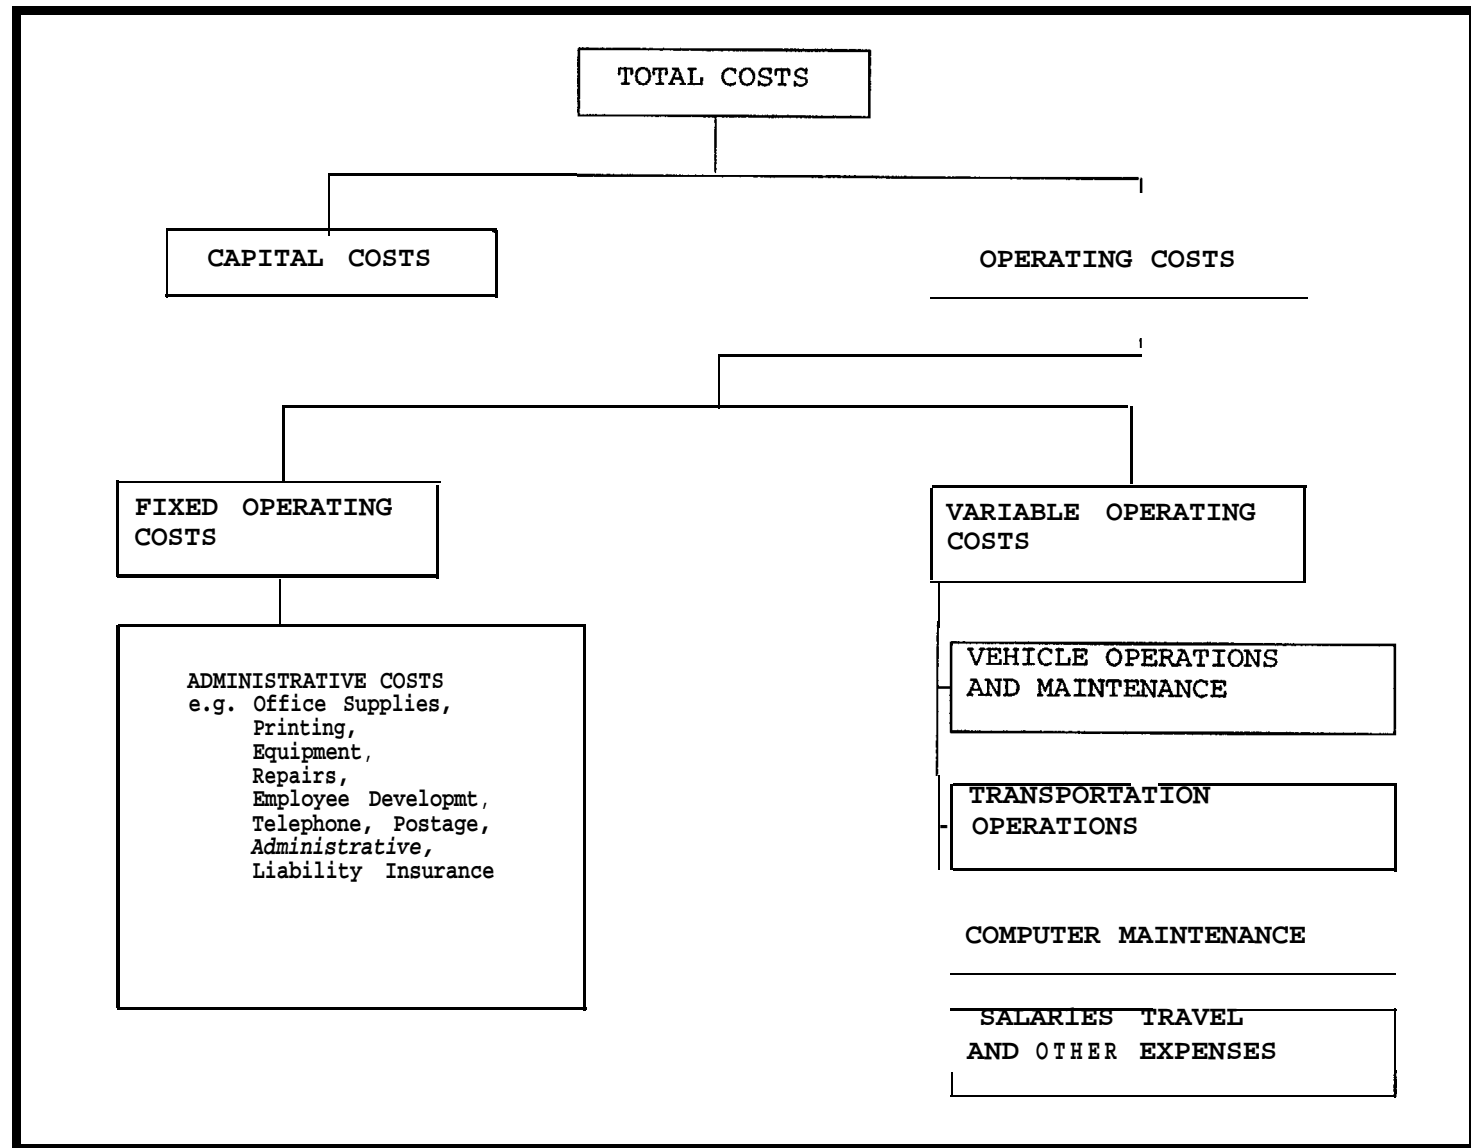 TOTAL COSTS
CAPITAL COSTS
OPERATING COSTS
FIXED OPERATING
COSTS
VARIABLE OPERATING
COSTS
ADMINISTRATIVE COSTS
e.g. Office Supplies,
Printing,
Equipment,
Repairs,
Employee Developmt,
Telephone, Postage,
Administrative,
Liability Insurance
VEHICLE OPERATIONS
AND MAINTENANCE
TRANSPORTATION
OPERATIONS
COMPUTER MAINTENANCE
SALARIES TRAVEL
AND OTHER EXPENSES